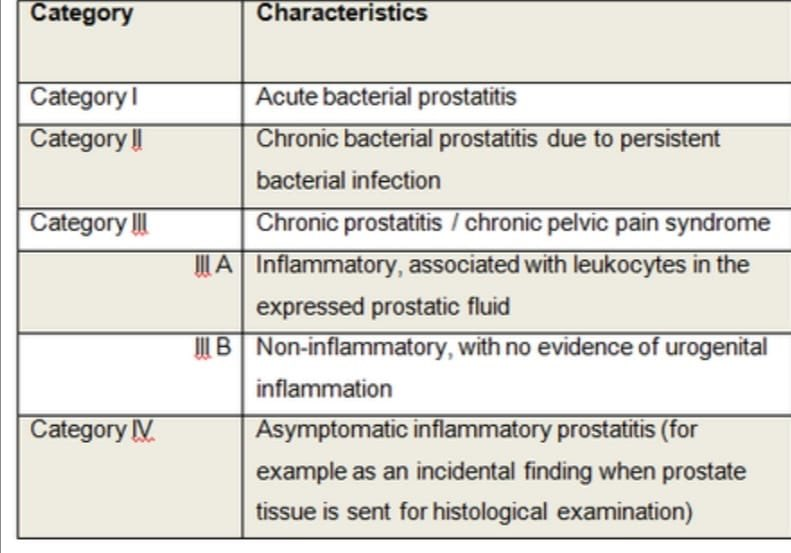 Category Characteristics
Category I Acute bacterial prostatitis
Category II Chronic bacterial prostatitis due to persistent
bacterial infection
Category III Chronic prostatitis / chronic pelvic pain syndrome
III A Inflammatory, associated with leukocytes in the
expressed prostatic fluid
III B Non-inflammatory, with no evidence of urogenital
inflammation
Category IV Asymptomatic inflammatory prostatitis (for
example as an incidental finding when prostate
tissue is sent for histological examination)